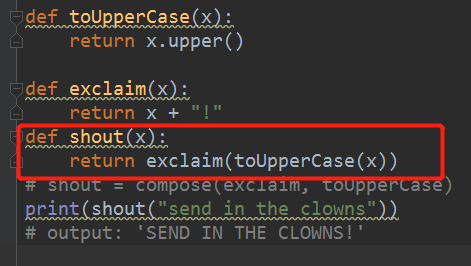 def toUpperCase(x):
    return x.upper()
def exclaim(x):
    return x + "!"
def shout(x):
    return exclaim(toUpperCase(x))
# shout = compose(exclaim, toUpperCase)
print(shout("send in the clowns"))
# output: 'SEND IN THE CLOWNS!'